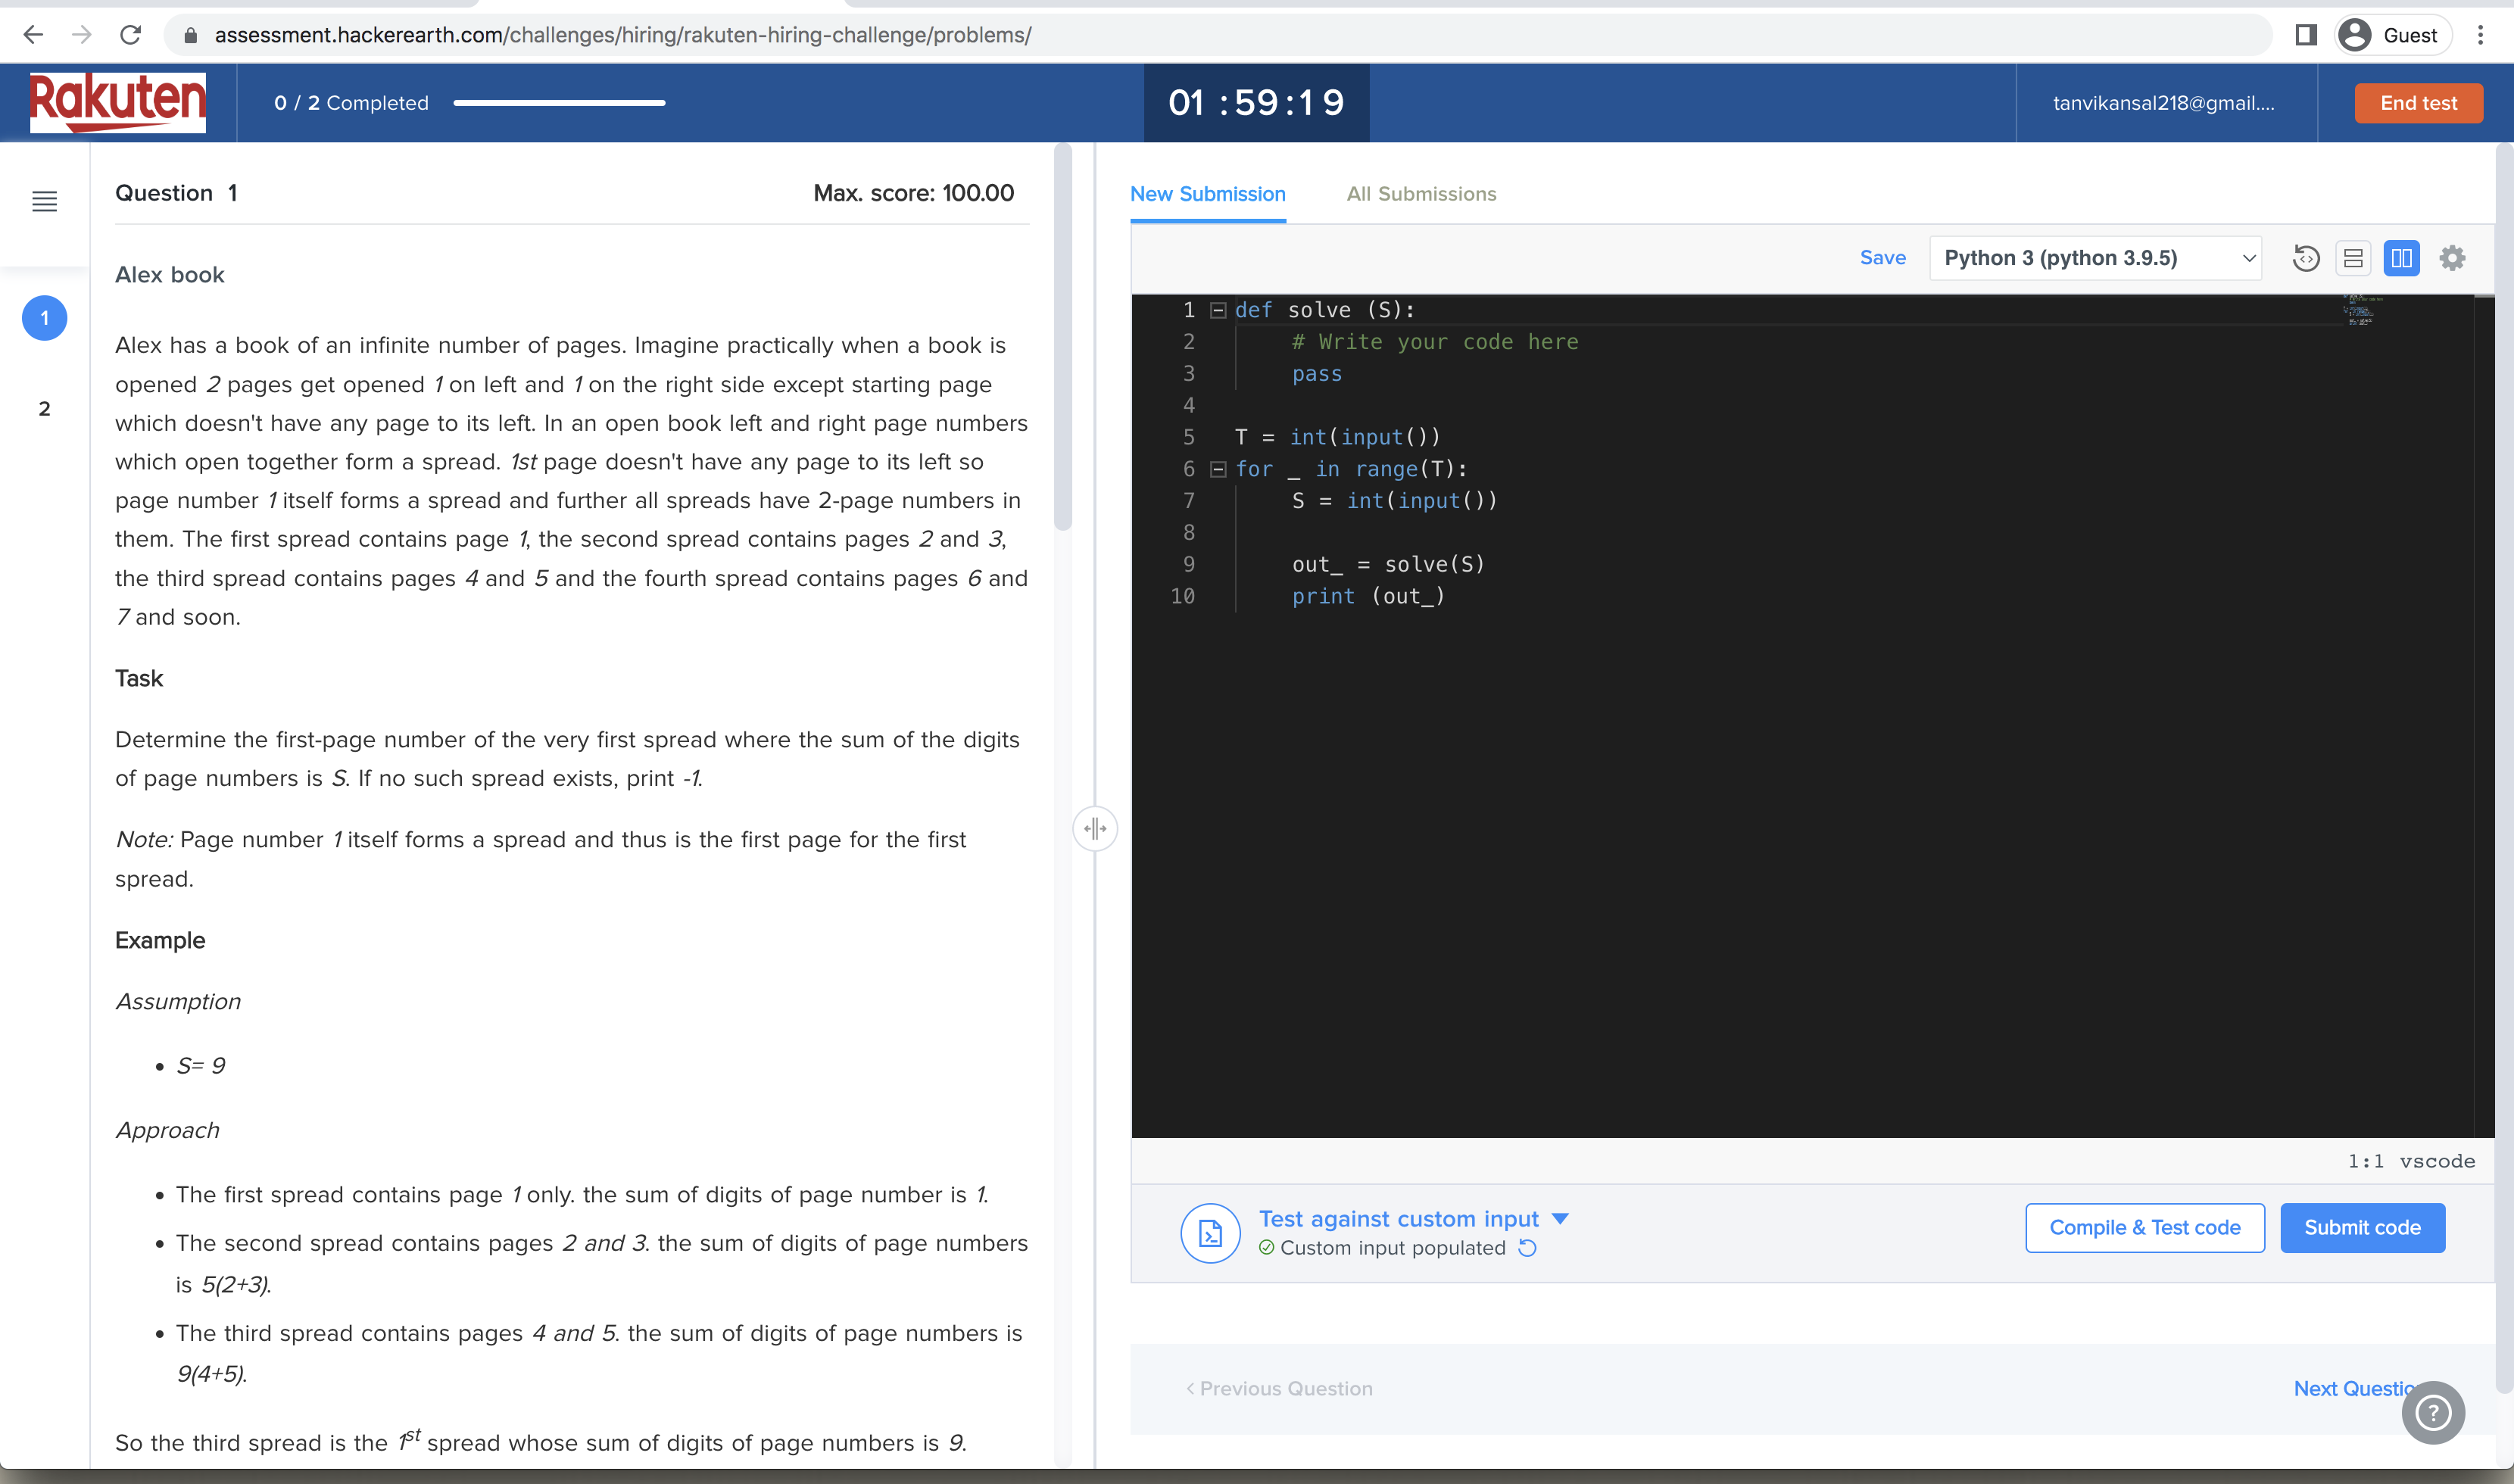 assessment.hackerearth.com/challenges/hiring/rakuten-hiring-challenge/problems/
Guest
Rakuten
0 / 2 Completed
01 :59:19
tanvikansal218@gmail....
End test
Question 1
Max. score: 100.00
Alex book
1
2
Alex has a book of an infinite number of pages. Imagine practically when a book is
opened 2 pages get opened 1 on left and 1 on the right side except starting page
which doesn't have any page to its left. In an open book left and right page numbers
which open together form a spread. 1st page doesn't have any page to its left so
page number 1 itself forms a spread and further all spreads have 2-page numbers in
them. The first spread contains page 1, the second spread contains pages 2 and 3,
the third spread contains pages 4 and 5 and the fourth spread contains pages 6 and
7 and soon.
Task
Determine the first-page number of the very first spread where the sum of the digits
of page numbers is S. If no such spread exists, print -1.
Note: Page number 1 itself forms a spread and thus is the first page for the first
spread.
Example
Assumption
• S= 9
Approach
• The first spread contains page 1 only. the sum of digits of page number is 1.
• The second spread contains pages 2 and 3. the sum of digits of page numbers
is 5(2+3).
• The third spread contains pages 4 and 5. the sum of digits of page numbers is
9(4+5).
So the third spread is the 1st spread whose sum of digits of page numbers is 9.
New Submission
All Submissions
Save
Python 3 (python 3.9.5)
1 def solve (S):
2 # Write your code here
3 pass
4
5 T = int(input())
6 for _ in range(T):
7 S = int(input())
8
9 out_ = solve(S)
10 print (out_)
1:1 vscode
Test against custom input
Custom input populated
Compile & Test code
Submit code
< Previous Question
Next Questio
?